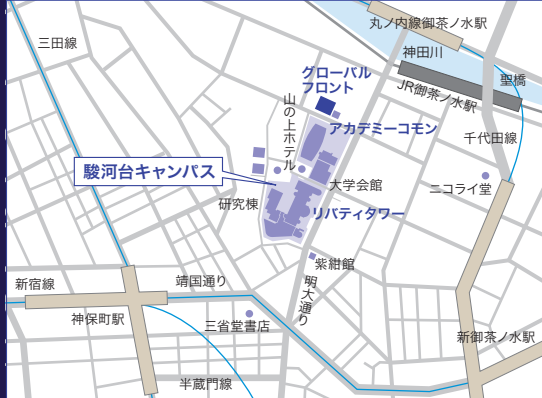 丸ノ内線御茶ノ水駅
三田線
神田川
グローバル
フロント
聖橋
JR御茶ノ水駅
山の上ホテル
アカデミーコモン
千代田線
駿河台キャンパス
大学会館
ニコライ堂
研究棟
リバティタワー
紫紺館
新宿線
靖国通り
明大通り
神保町駅
三省堂書店
新御茶ノ水駅
半蔵門線